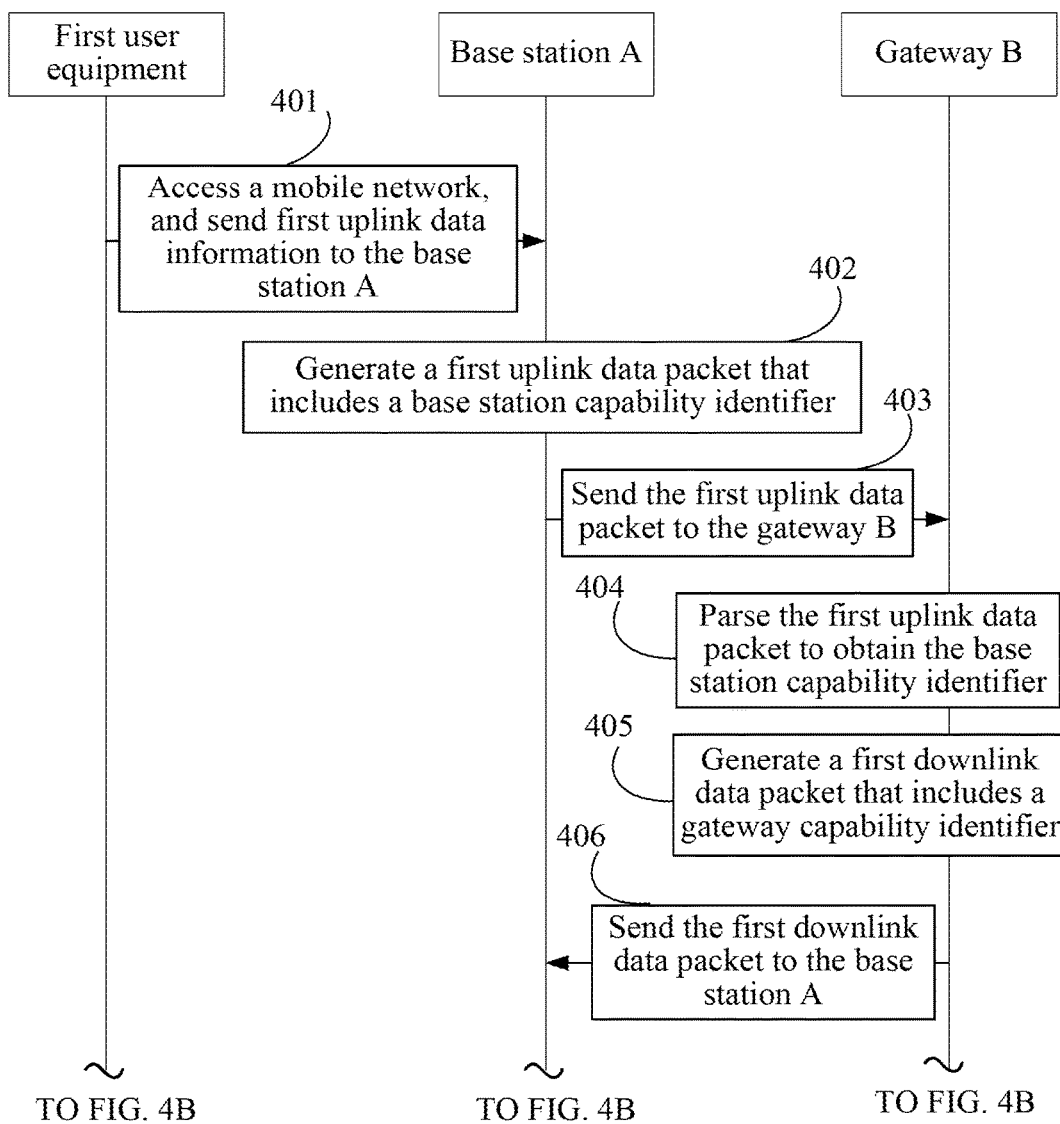 First user
equipment
Base station A
Gateway B
401
Access a mobile network,
and send first uplink data
information to the base
station A
402
Generate a first uplink data packet that
includes a base station capability identifier
403
Send the first uplink data
packet to the gateway B
404
Parse the first uplink data
packet to obtain the base
station capability identifier
405
Generate a first downlink
data packet that includes a
gateway capability identifier
406
Send the first downlink
data packet to the base
station A
TO FIG. 4B
TO FIG. 4B
TO FIG. 4B